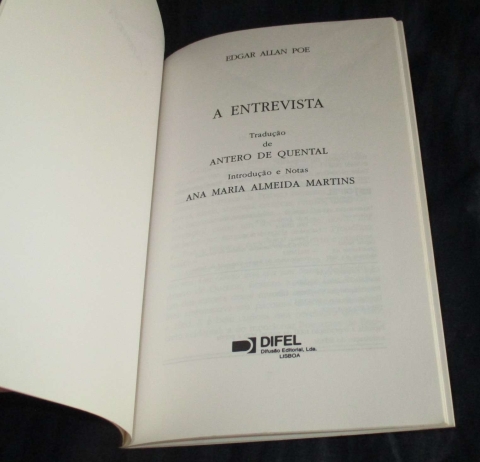 EDGAR ALLAN POE
A ENTREVISTA
Tradução
de
ANTERO DE QUENTAL
Introdução e Notas
ANA MARIA ALMEIDA MARTINS
DIFEL
Difusão Editorial, Lda.
LISBOA